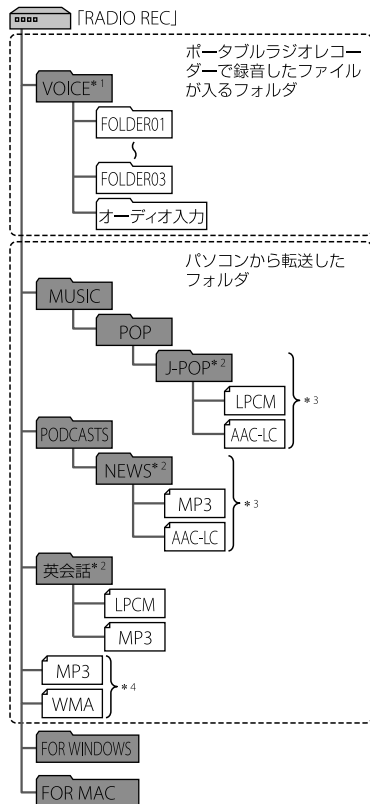 「RADIO REC」
ポータブルラジオレコー
ダーで録音したファイル
が入るフォルダ
VOICE*1
FOLDER01
〜
FOLDER03
オーディオ入力
パソコンから転送した
フォルダ
MUSIC
POP
J-POP*2
LPCM
*3
AAC-LC
PODCASTS
NEWS*2
MP3
*3
AAC-LC
英会話*2
LPCM
MP3
MP3
*4
WMA
FOR WINDOWS
FOR MAC